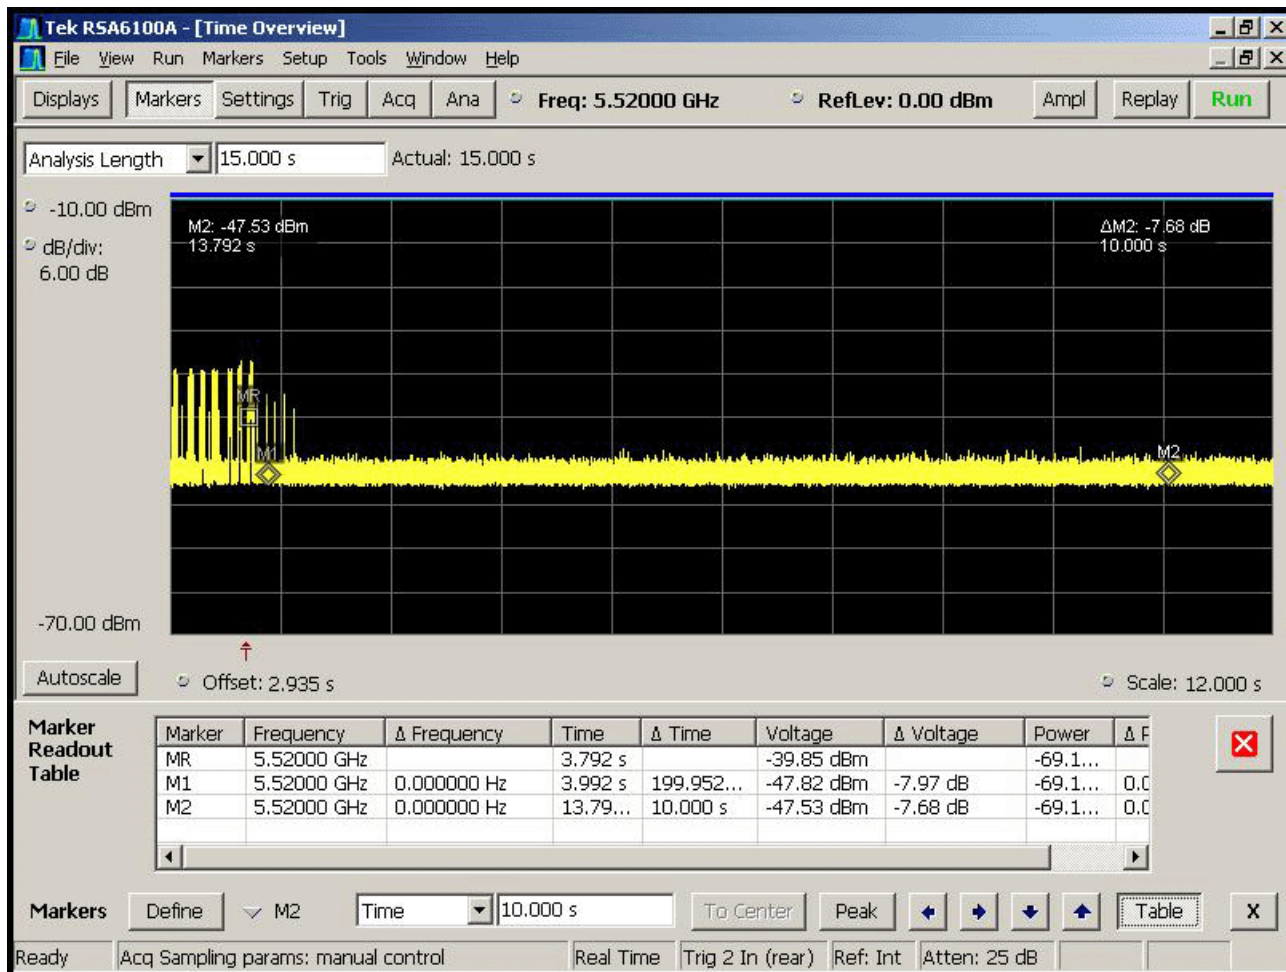 Tek RSA6100A - [Time Overview]
File View Run Markers Setup Tools Window Help
Displays Markers Settings Trig Acq Ana Freq: 5.52000 GHz RefLev: 0.00 dBm Ampl Replay Run
Analysis Length 15.000 s Actual: 15.000 s
-10.00 dBm
dB/div:
6.00 dB
M2: -47.53 dBm
13.792 s
ΔM2: -7.68 dB
10.000 s
MR
M1
M2
-70.00 dBm
Autoscale Offset: 2.935 s Scale: 12.000 s
Marker
Readout
Table
Marker Frequency Δ Frequency Time Δ Time Voltage Δ Voltage Power Δ P
MR 5.52000 GHz 3.792 s -39.85 dBm -69.1...
M1 5.52000 GHz 0.000000 Hz 3.992 s 199.952... -47.82 dBm -7.97 dB -69.1... 0.0
M2 5.52000 GHz 0.000000 Hz 13.79... 10.000 s -47.53 dBm -7.68 dB -69.1... 0.0
Markers Define M2 Time 10.000 s To Center Peak Table X
Ready Acq Sampling params: manual control Real Time Trig 2 In (rear) Ref: Int Atten: 25 dB